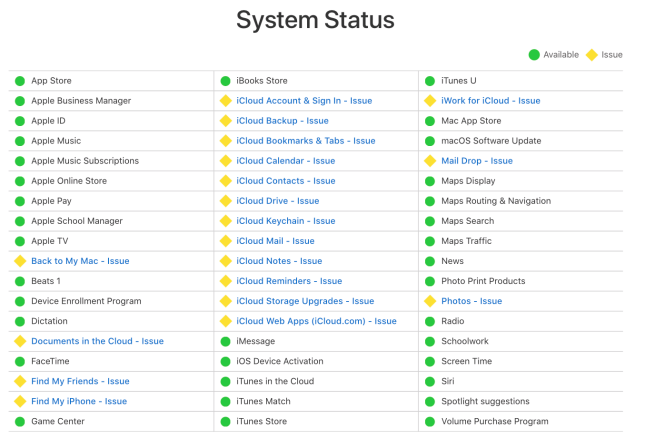 System Status
Available Issue
App Store
Apple Business Manager
Apple ID
Apple Music
Apple Music Subscriptions
Apple Online Store
Apple Pay
Apple School Manager
Apple TV
Back to My Mac - Issue
Beats 1
Device Enrollment Program
Dictation
Documents in the Cloud - Issue
FaceTime
Find My Friends - Issue
Find My iPhone - Issue
Game Center
iBooks Store
iCloud Account & Sign In - Issue
iCloud Backup - Issue
iCloud Bookmarks & Tabs - Issue
iCloud Calendar - Issue
iCloud Contacts - Issue
iCloud Drive - Issue
iCloud Keychain - Issue
iCloud Mail - Issue
iCloud Notes - Issue
iCloud Reminders - Issue
iCloud Storage Upgrades - Issue
iCloud Web Apps (iCloud.com) - Issue
iMessage
iOS Device Activation
iTunes in the Cloud
iTunes Match
iTunes Store
iTunes U
iWork for iCloud - Issue
Mac App Store
macOS Software Update
Mail Drop - Issue
Maps Display
Maps Routing & Navigation
Maps Search
Maps Traffic
News
Photo Print Products
Photos - Issue
Radio
Schoolwork
Screen Time
Siri
Spotlight suggestions
Volume Purchase Program